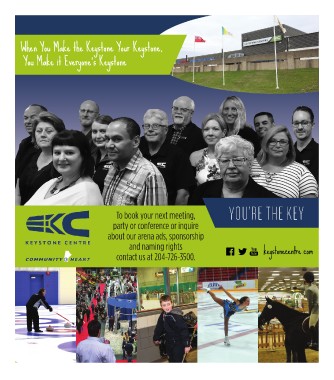 When You Make the Keystone Your Keystone,
You Make it Everyone's Keystone
KC
KEYSTONE CENTRE
COMMUNITY IN HEART
To book your next meeting,
party or conference or inquire
about our arena ads, sponsorship
and naming rights
contact us at 204-726-3500.
YOU'RE THE KEY
keystonecentre.com